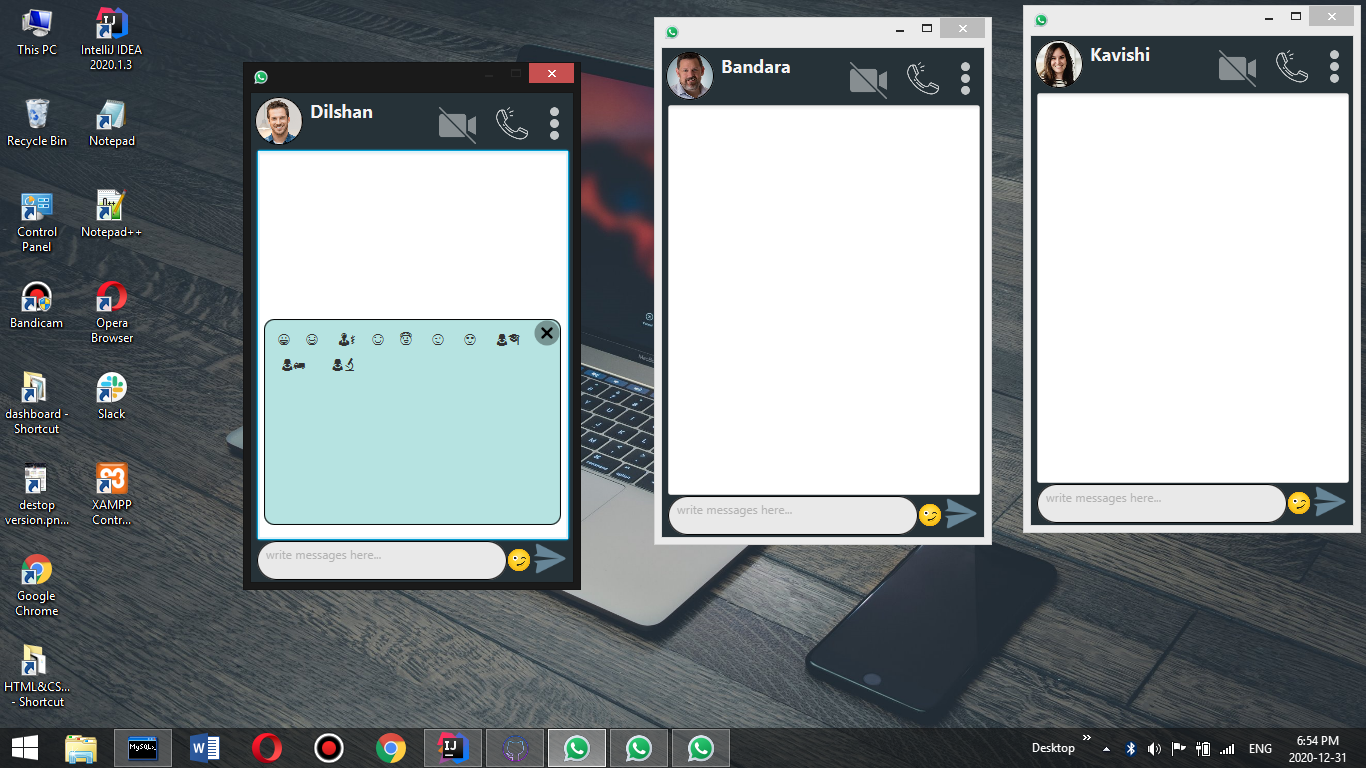 This PC
IntelliJ IDEA
2020.1.3
Recycle Bin
Notepad
Control
Panel
Notepad++
Bandicam
Opera
Browser
dashboard -
Shortcut
Slack
destop
version.pn...
XAMPP
Contr...
Google
Chrome
HTML&CS...
- Shortcut
Dilshan
write messages here...
Bandara
write messages here...
Kavishi
write messages here...
MySQL
W
IJ
Desktop
ENG
6:54 PM
2020-12-31